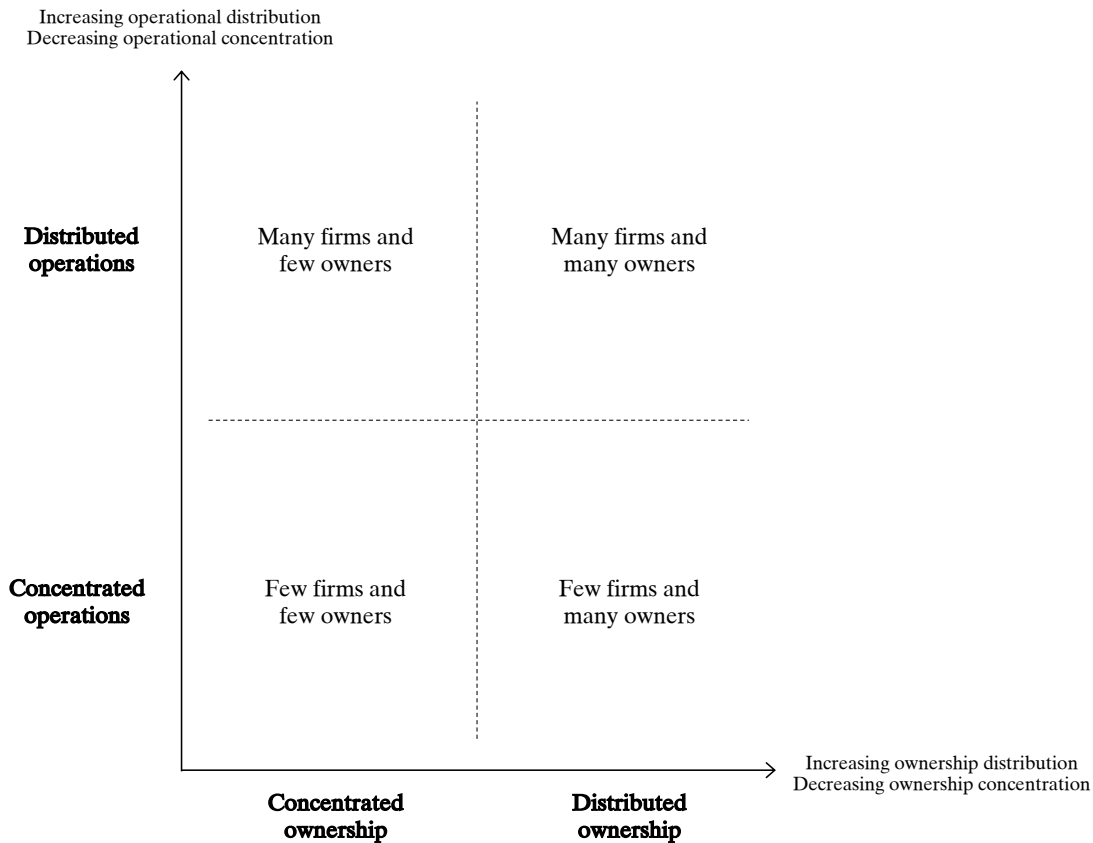 Increasing operational distribution
Decreasing operational concentration
Distributed
operations
Many firms and
few owners
Many firms and
many owners
Concentrated
operations
Few firms and
few owners
Few firms and
many owners
Increasing ownership distribution
Decreasing ownership concentration
Concentrated
ownership
Distributed
ownership